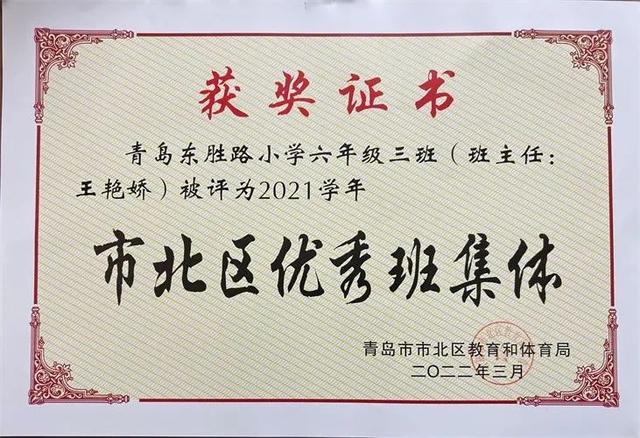 获奖证书
青岛东胜路小学六年级三班（班主任：
王艳娇）被评为2021学年
市北区优秀班集体
青岛市市北区教育和体育局
二〇二二年三月